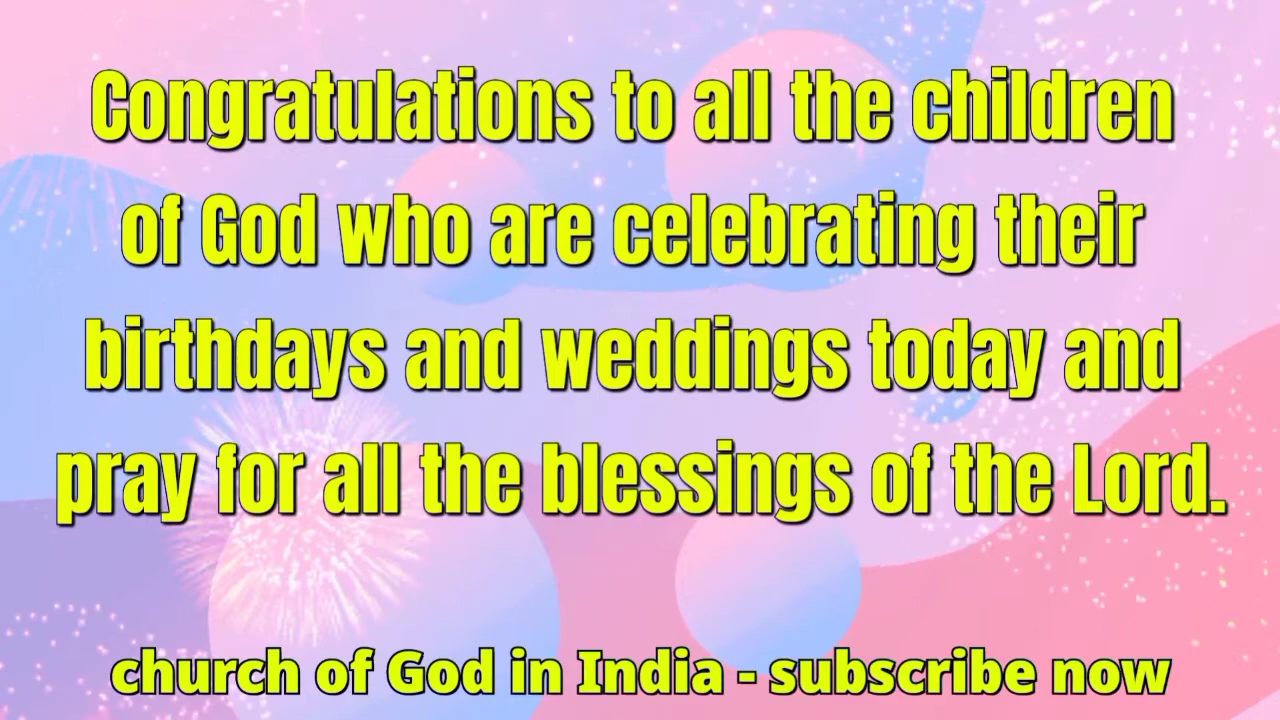 Congratulations to all the children
of God who are celebrating their
birthdays and weddings today and
pray for all the blessings of the Lord.
church of God in India - subscribe now